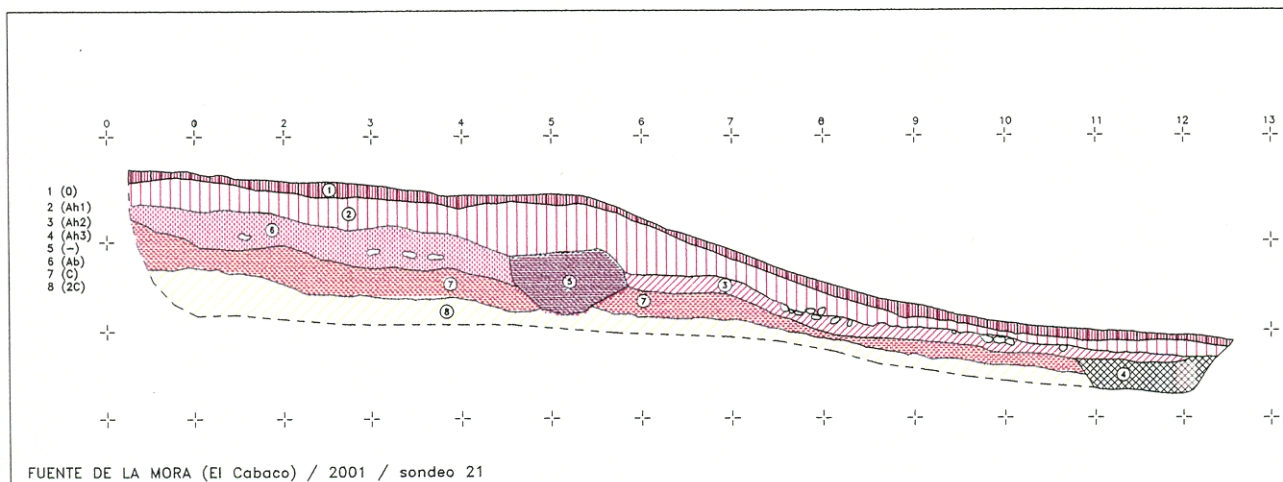 0 0 2 3 4 5 6 7 8 9 10 11 12 13
1 (O)
2 (Ah1)
3 (Ah2)
4 (Ah3)
5 (-)
6 (Ab)
7 (C)
8 (2C)
1
2
6
5
3
7
7
8
4
FUENTE DE LA MORA (El Cabaco) / 2001 / sondeo 21